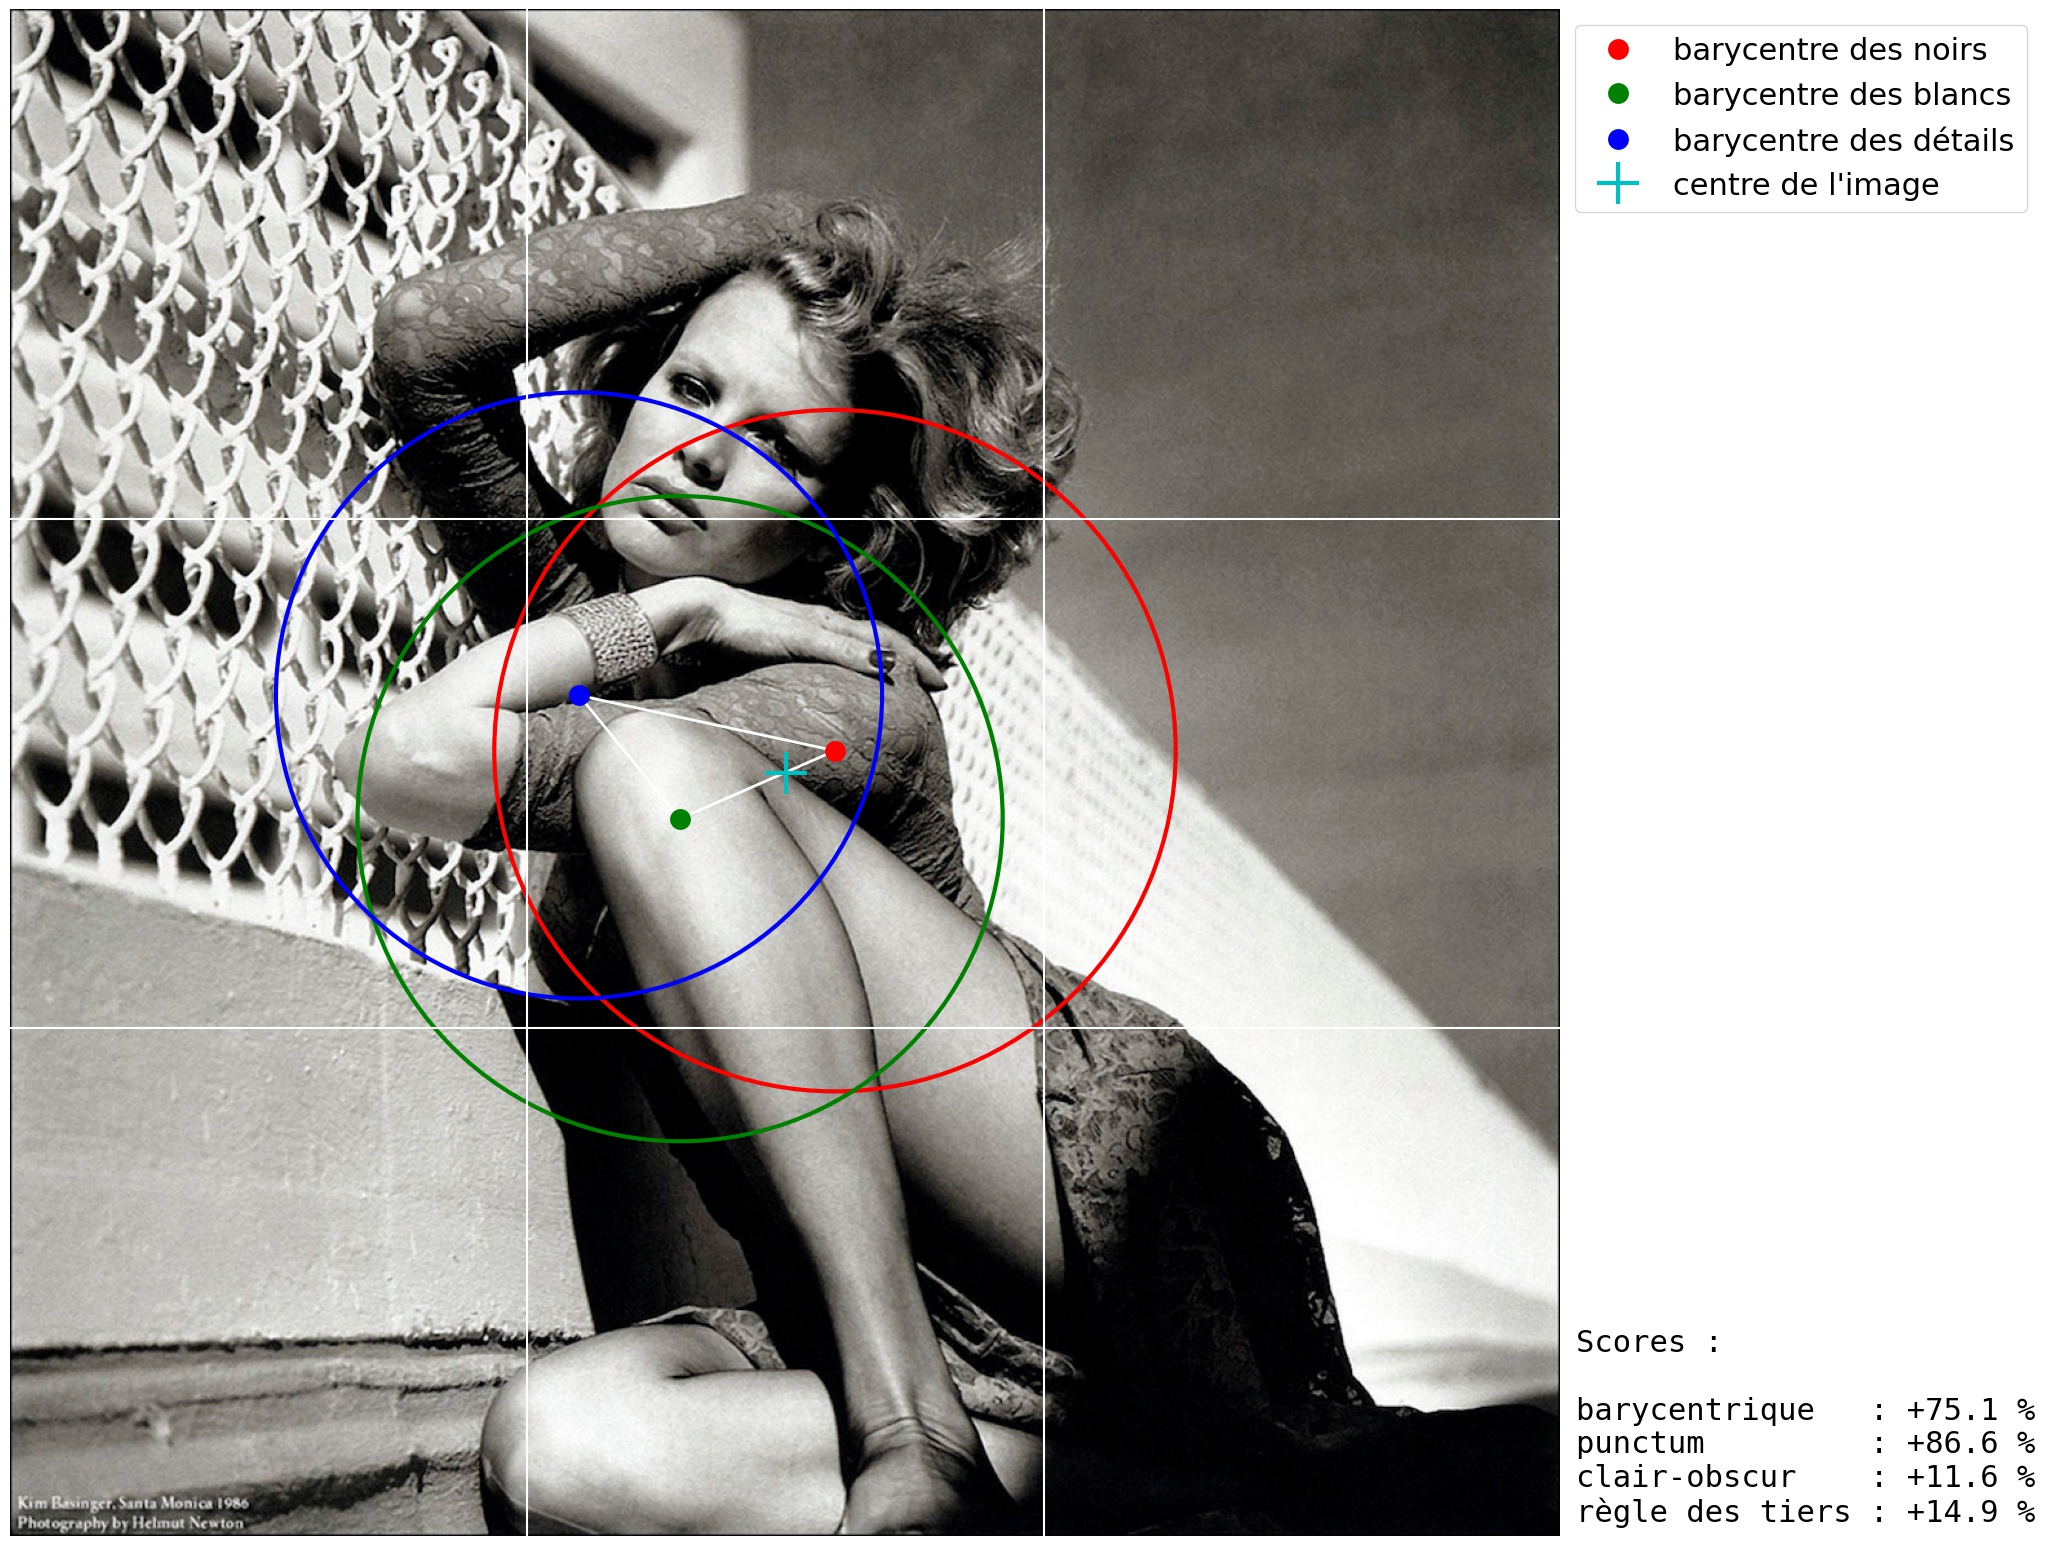 barycentre des noirs
barycentre des blancs
barycentre des détails
centre de l'image
Scores :
barycentrique : +75.1 %
punctum : +86.6 %
clair-obscur : +11.6 %
règle des tiers : +14.9 %
Kim Basinger, Santa Monica 1986
Photography by Helmut Newton